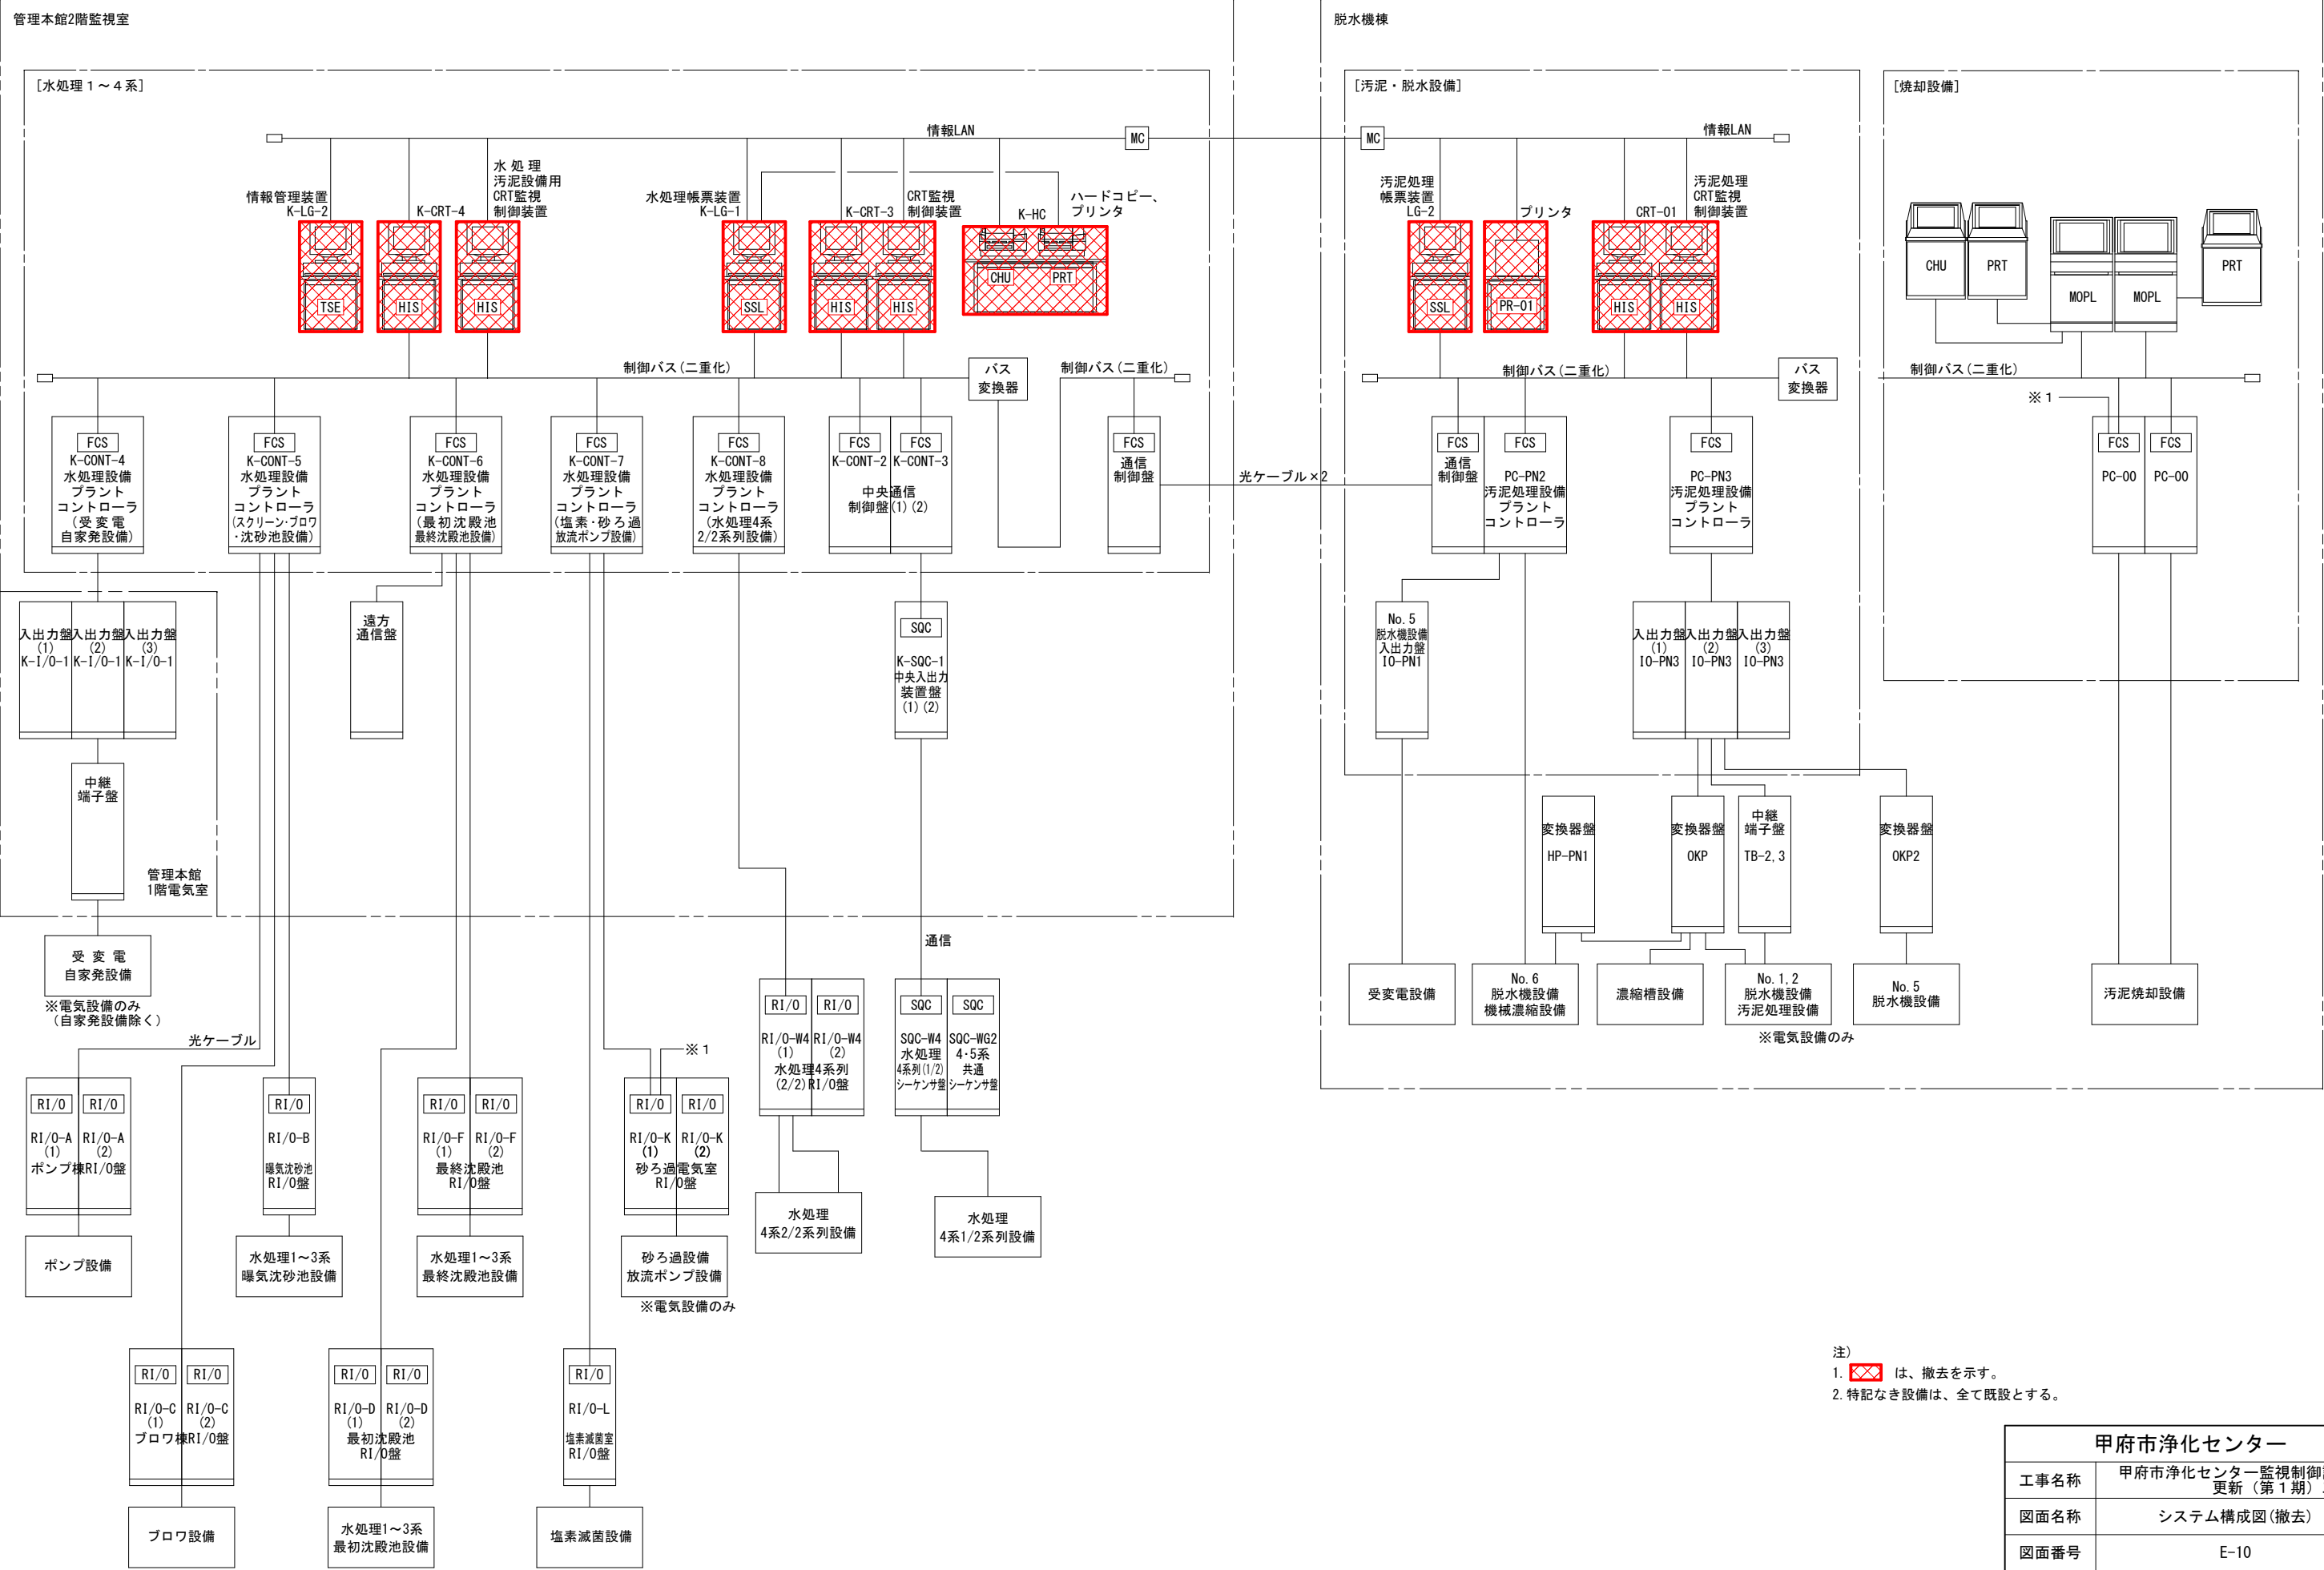 管理本館2階監視室
脱水機棟
[水処理1～4系]
[汚泥・脱水設備]
[焼却設備]
情報LAN
MC
MC
情報LAN
情報管理装置
K-LG-2
K-CRT-4
水処理
汚泥設備用
CRT監視
制御装置
水処理帳票装置
K-LG-1
K-CRT-3
CRT監視
制御装置
K-HC
ハードコピー、
プリンタ
汚泥処理
帳票装置
LG-2
プリンタ
CRT-01
汚泥処理
CRT監視
制御装置
TSE
HIS
HIS
SSL
HIS
HIS
CHU
PRT
SSL
PR-01
HIS
HIS
CHU
PRT
MOPL
MOPL
PRT
制御バス(二重化)
バス
変換器
制御バス(二重化)
制御バス(二重化)
バス
変換器
制御バス(二重化)
※1
FCS
K-CONT-4
水処理設備
プラント
コントローラ
(受変電
自家発設備)
FCS
K-CONT-5
水処理設備
プラント
コントローラ
(スクリーン・ブロワ
・沈砂池設備)
FCS
K-CONT-6
水処理設備
プラント
コントローラ
(最初沈殿池
最終沈殿池設備)
FCS
K-CONT-7
水処理設備
プラント
コントローラ
(塩素・砂ろ過
放流ポンプ設備)
FCS
K-CONT-8
水処理設備
プラント
コントローラ
(水処理4系
2/2系列設備)
FCS
FCS
K-CONT-2
K-CONT-3
中央通信
制御盤(1)(2)
FCS
通信
制御盤
光ケーブル×2
FCS
通信
制御盤
FCS
PC-PN2
汚泥処理設備
プラント
コントローラ
FCS
PC-PN3
汚泥処理設備
プラント
コントローラ
FCS
PC-00
FCS
PC-00
入出力盤
(1)
K-I/O-1
入出力盤
(2)
K-I/O-1
入出力盤
(3)
K-I/O-1
遠方
通信盤
SQC
K-SQC-1
中央入出力
装置盤
(1)(2)
No.5
脱水機設備
入出力盤
IO-PN1
入出力盤
(1)
IO-PN3
入出力盤
(2)
IO-PN3
入出力盤
(3)
IO-PN3
中継
端子盤
管理本館
1階電気室
変換器盤
HP-PN1
変換器盤
OKP
中継
端子盤
TB-2,3
変換器盤
OKP2
受変電
自家発設備
※電気設備のみ
(自家発設備除く)
通信
受変電設備
No.6
脱水機設備
機械濃縮設備
濃縮槽設備
No.1,2
脱水機設備
汚泥処理設備
※電気設備のみ
No.5
脱水機設備
汚泥焼却設備
光ケーブル
※1
RI/O
RI/O
RI/O-W4
(1)
RI/O-W4
(2)
水処理4系列
(2/2)RI/O盤
SQC
SQC-W4
水処理
4系列(1/2)
シーケンサ盤
SQC
SQC-WG2
4・5系
共通
シーケンサ盤
RI/O
RI/O
RI/O-A
(1)
RI/O-A
(2)
ポンプ棟RI/O盤
RI/O
RI/O-B
曝気沈砂池
RI/O盤
RI/O
RI/O
RI/O-F
(1)
RI/O-F
(2)
最終沈殿池
RI/O盤
RI/O
RI/O
RI/O-K
(1)
RI/O-K
(2)
砂ろ過電気室
RI/O盤
水処理
4系2/2系列設備
水処理
4系1/2系列設備
ポンプ設備
水処理1～3系
曝気沈砂池設備
水処理1～3系
最終沈殿池設備
砂ろ過設備
放流ポンプ設備
※電気設備のみ
RI/O
RI/O
RI/O-C
(1)
RI/O-C
(2)
ブロワ棟RI/O盤
RI/O
RI/O
RI/O-D
(1)
RI/O-D
(2)
最初沈殿池
RI/O盤
RI/O
RI/O-L
塩素滅菌室
RI/O盤
ブロワ設備
水処理1～3系
最初沈殿池設備
塩素滅菌設備
注)
1. は、撤去を示す。
2.特記なき設備は、全て既設とする。
甲府市浄化センター
工事名称
甲府市浄化センター監視制御
更新(第1期)
図面名称
システム構成図(撤去)
図面番号
E-10